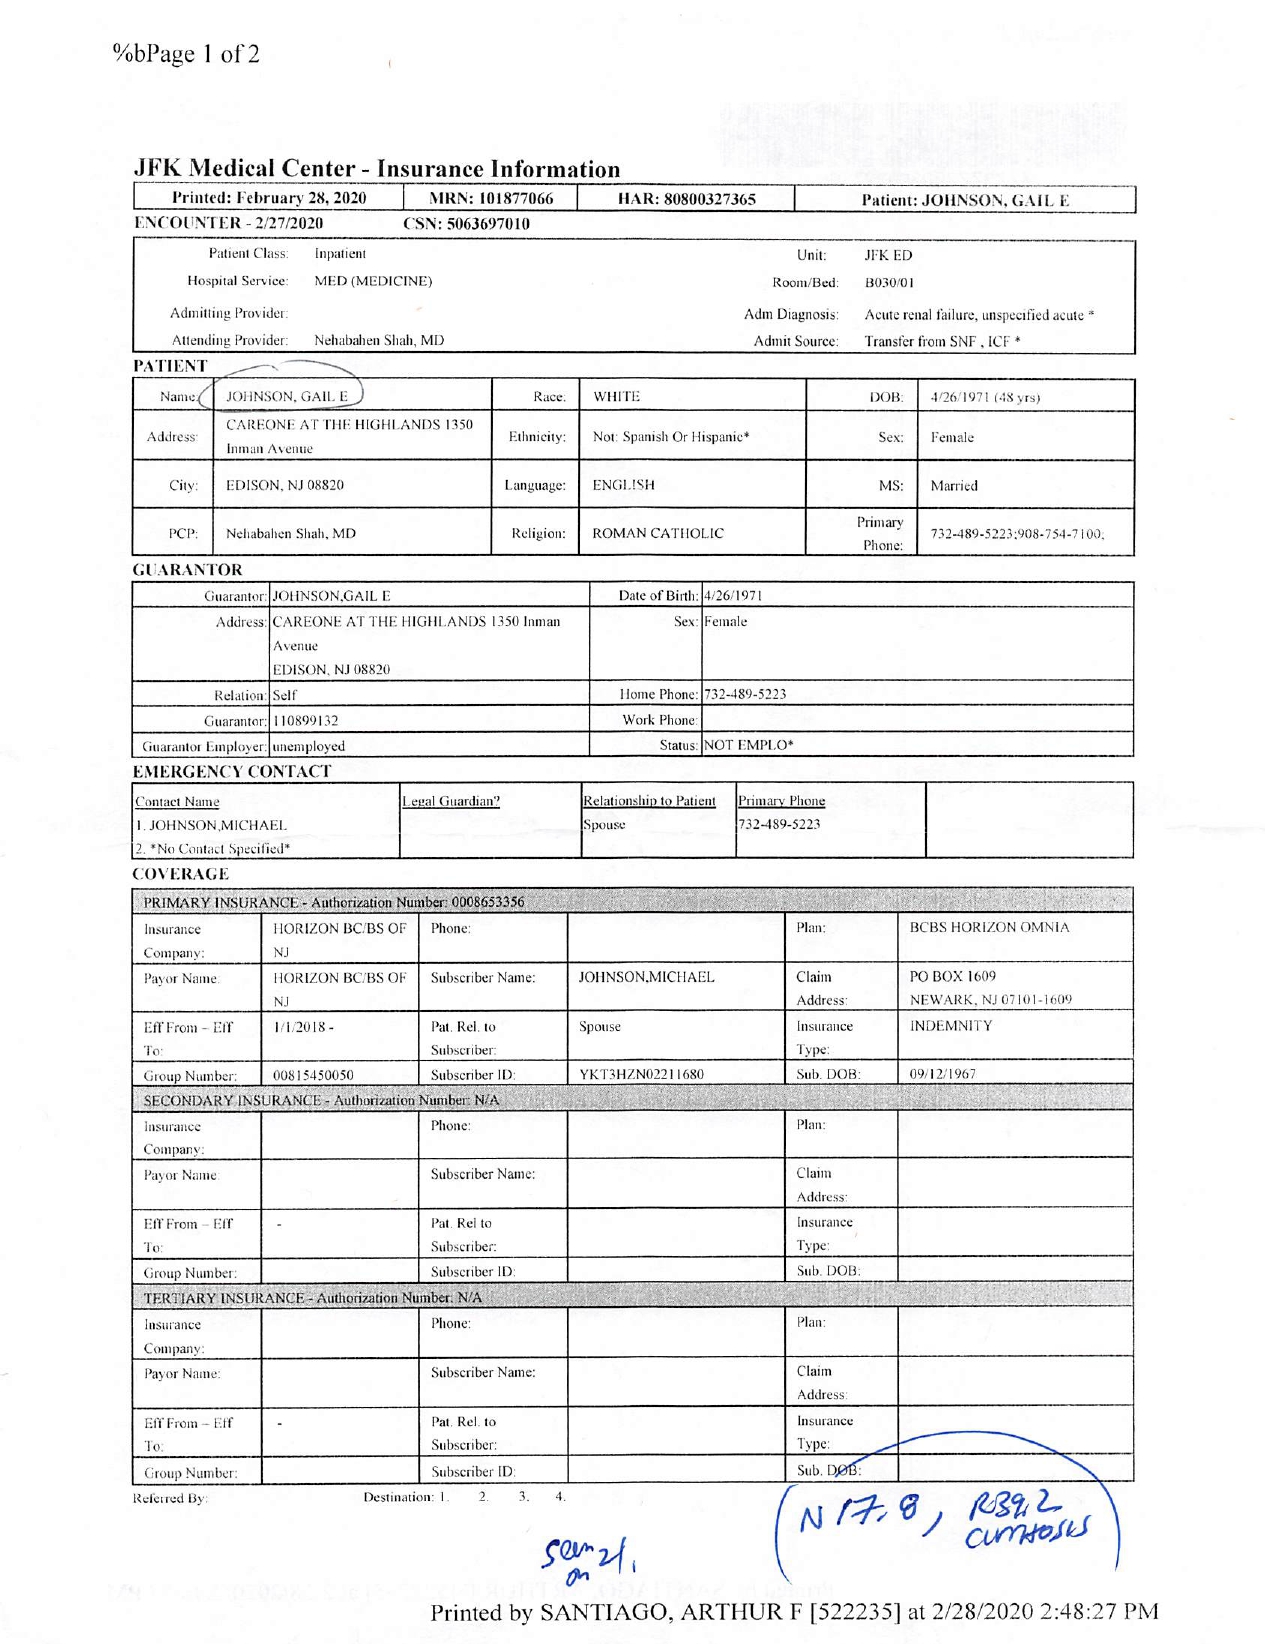 %bPage 1 of 2
JFK Medical Center - Insurance Information
Printed: February 28, 2020 MRN: 101877066 HAR: 80800327365 Patient: JOHNSON, GAIL E
ENCOUNTER - 2/27/2020 CSN: 5063697010
Patient Class: Inpatient Unit: JFK ED
Hospital Service: MED (MEDICINE) Room/Bed: B030/01
Admitting Provider: Adm Diagnosis: Acute renal failure, unspecified acute *
Attending Provider: Nehabahen Shah, MD Admit Source: Transfer from SNF , ICF *
PATIENT
Name: JOHNSON, GAIL E Race: WHITE DOB: 4/26/1971 (48 yrs)
Address: CAREONE AT THE HIGHLANDS 1350 Inman Avenue Ethnicity: Not: Spanish Or Hispanic* Sex: Female
City: EDISON, NJ 08820 Language: ENGLISH MS: Married
PCP: Nehabahen Shah, MD Religion: ROMAN CATHOLIC Primary Phone: 732-489-5223;908-754-7100;
GUARANTOR
Guarantor: JOHNSON,GAIL E Date of Birth: 4/26/1971
Address: CAREONE AT THE HIGHLANDS 1350 Inman Sex: Female
Avenue
EDISON, NJ 08820
Relation: Self Home Phone: 732-489-5223
Guarantor: 110899132 Work Phone:
Guarantor Employer: unemployed Status: NOT EMPLO*
EMERGENCY CONTACT
Contact Name Legal Guardian? Relationship to Patient Primary Phone
1. JOHNSON,MICHAEL Spouse 732-489-5223
2. *No Contact Specified*
COVERAGE
PRIMARY INSURANCE - Authorization Number: 0008653356
Insurance Company: HORIZON BC/BS OF NJ Phone: Plan: BCBS HORIZON OMNIA
Payor Name: HORIZON BC/BS OF NJ Subscriber Name: JOHNSON,MICHAEL Claim Address: PO BOX 1609 NEWARK, NJ 07101-1609
Eff From – Eff To: 1/1/2018 - Pat. Rel. to Subscriber: Spouse Insurance Type: INDEMNITY
Group Number: 00815450050 Subscriber ID: YKT3HZN02211680 Sub. DOB: 09/12/1967
SECONDARY INSURANCE - Authorization Number: N/A
Insurance Company: Phone: Plan:
Payor Name: Subscriber Name: Claim Address:
Eff From – Eff To: - Pat. Rel to Subscriber: Insurance Type:
Group Number: Subscriber ID: Sub. DOB:
TERTIARY INSURANCE - Authorization Number: N/A
Insurance Company: Phone: Plan:
Payor Name: Subscriber Name: Claim Address:
Eff From – Eff To: - Pat. Rel. to Subscriber: Insurance Type:
Group Number: Subscriber ID: Sub. DOB:
Referred By: Destination: 1. 2. 3. 4.
N 17.8, R39.2
on
Printed by SANTIAGO, ARTHUR F [522235] at 2/28/2020 2:48:27 PM